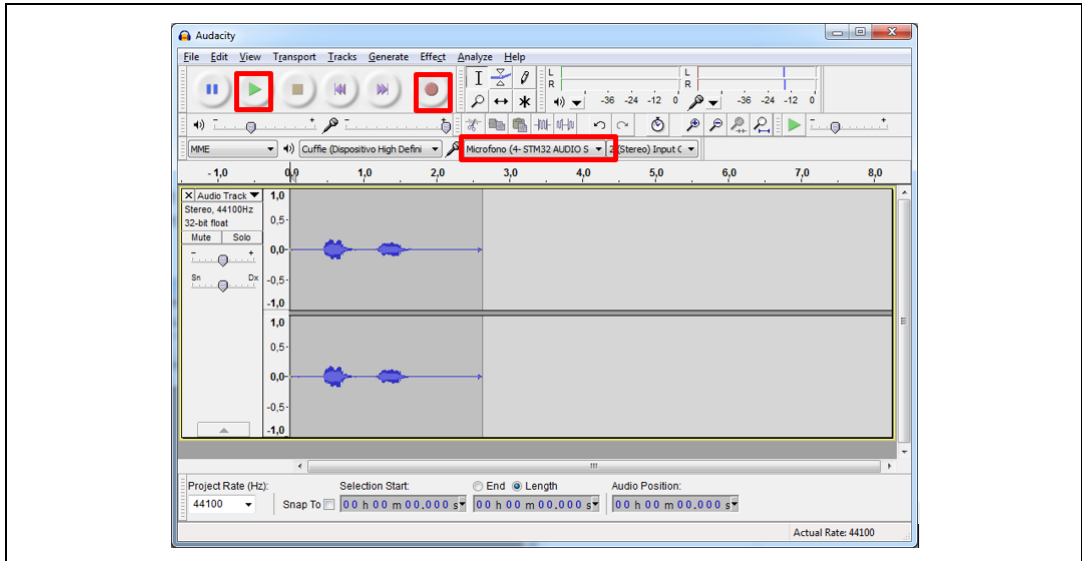 Audacity
File Edit View Transport Tracks Generate Effect Analyze Help
L R L R
-36 -24 -12 0 -36 -24 -12 0
MME Cuffie (Dispositivo High Defini Microfono (4- STM32 AUDIO S 2 (Stereo) Input C
- 1,0 0,0 1,0 2,0 3,0 4,0 5,0 6,0 7,0 8,0
X Audio Track 1,0
Stereo, 44100Hz
32-bit float 0,5
Mute Solo
- + 0,0
Sn Dx -0,5
-1,0
1,0
0,5
0,0
-0,5
-1,0
Project Rate (Hz): Selection Start: End Length Audio Position:
44100 Snap To 00 h 00 m 00.000 s 00 h 00 m 00.000 s 00 h 00 m 00.000 s
Actual Rate: 44100